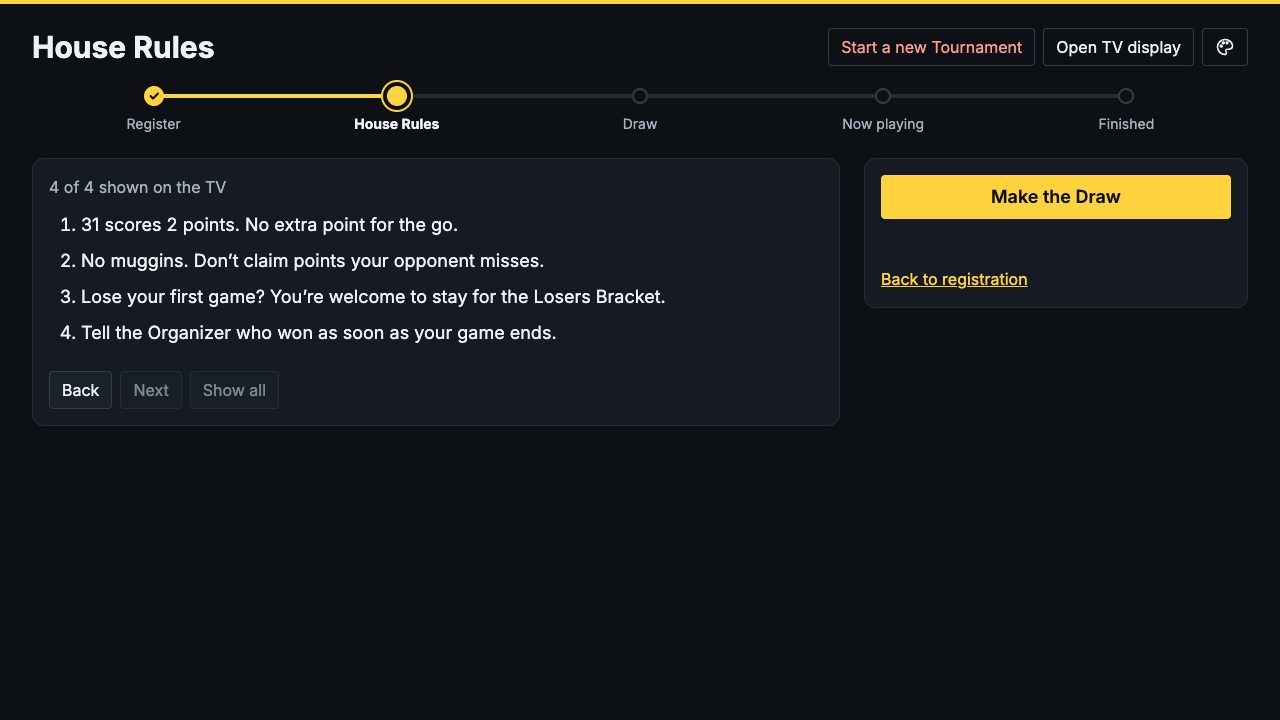 House Rules
Start a new Tournament
Open TV display
Register
House Rules
Draw
Now playing
Finished
4 of 4 shown on the TV
1. 31 scores 2 points. No extra point for the go.
2. No muggins. Don’t claim points your opponent misses.
3. Lose your first game? You’re welcome to stay for the Losers Bracket.
4. Tell the Organizer who won as soon as your game ends.
Back
Next
Show all
Make the Draw
Back to registration